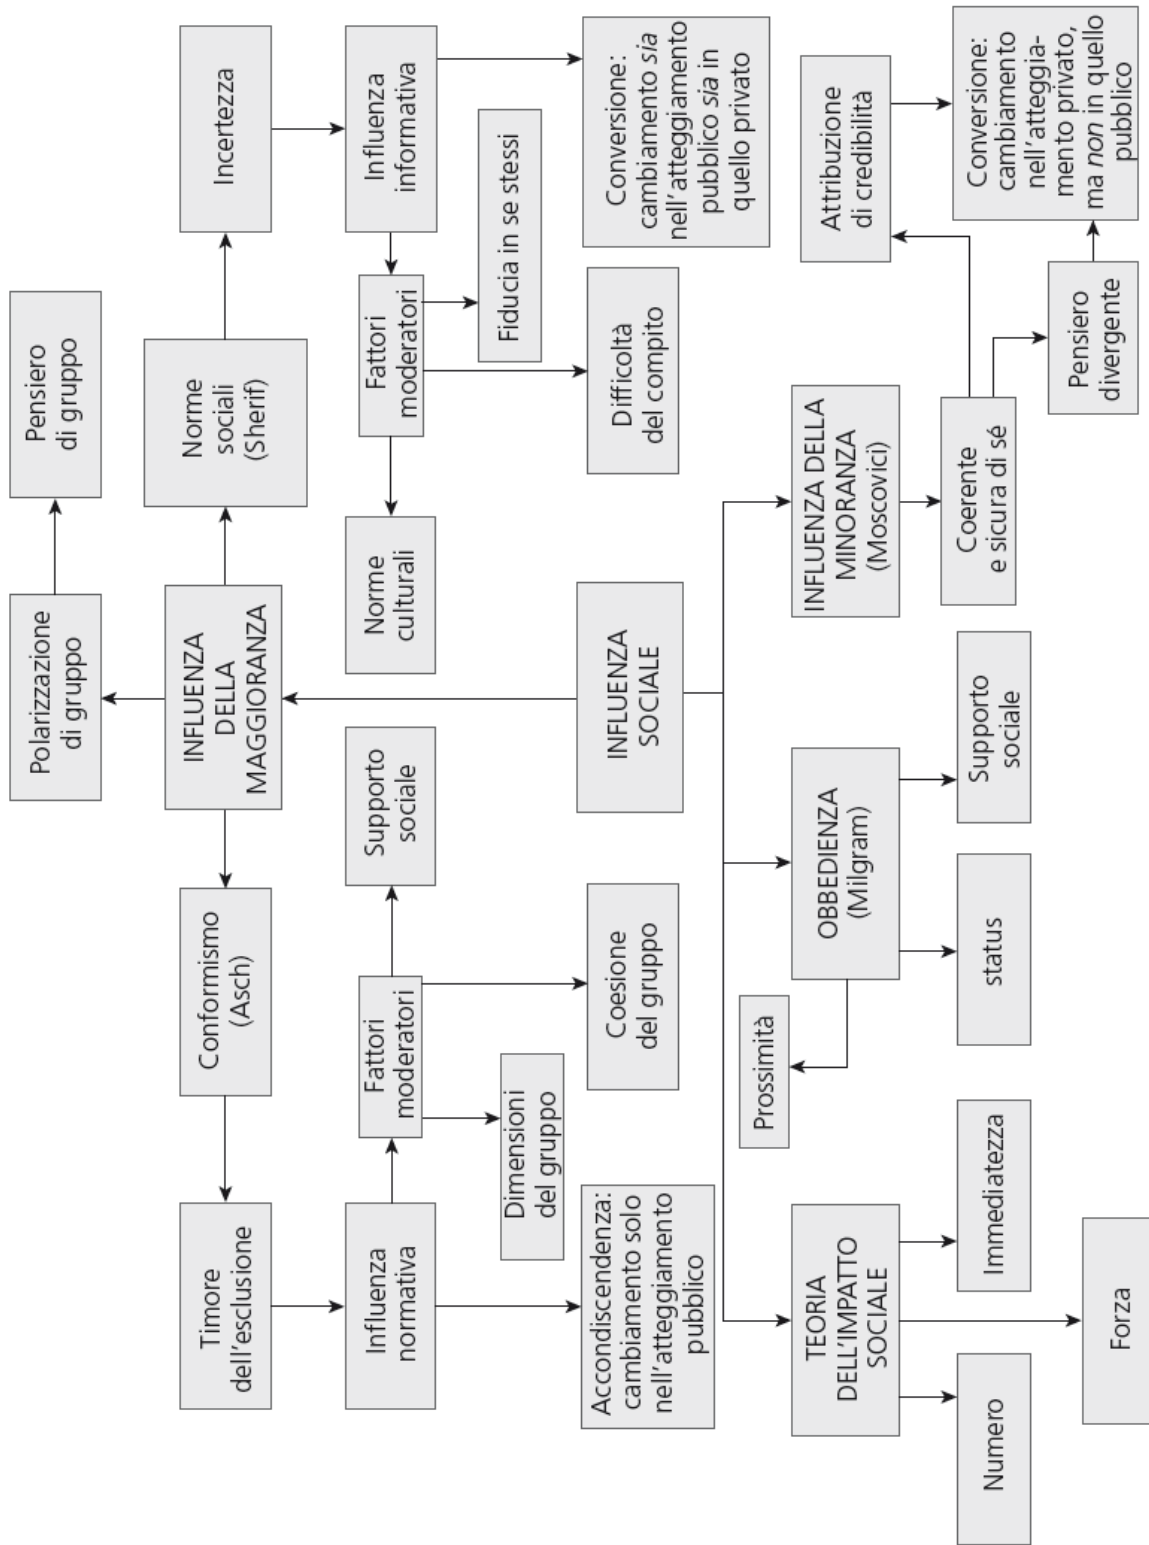 Polarizzazione
di gruppo
Pensiero
di gruppo
Timore
dell'esclusione
Conformismo
(Asch)
INFLUENZA
DELLA
MAGGIORANZA
Norme
sociali
(Sherif)
Incertezza
Influenza
normativa
Fattori
moderatori
Supporto
sociale
Norme
culturali
Fattori
moderatori
Influenza
informativa
Dimensioni
del gruppo
Fiducia in se stessi
Accondiscendenza:
cambiamento solo
nell'atteggiamento
pubblico
Coesione
del gruppo
INFLUENZA
SOCIALE
Difficoltà
del compito
Conversione:
cambiamento sia
nell'atteggiamento
pubblico sia in
quello privato
Prossimità
TEORIA
DELL'IMPATTO
SOCIALE
OBBEDIENZA
(Milgram)
INFLUENZA DELLA
MINORANZA
(Moscovici)
Attribuzione
di credibilità
Numero
Immediatezza
status
Supporto
sociale
Coerente
e sicura di sé
Conversione:
cambiamento
nell'atteggia-
mento privato,
ma non in quello
pubblico
Forza
Pensiero
divergente